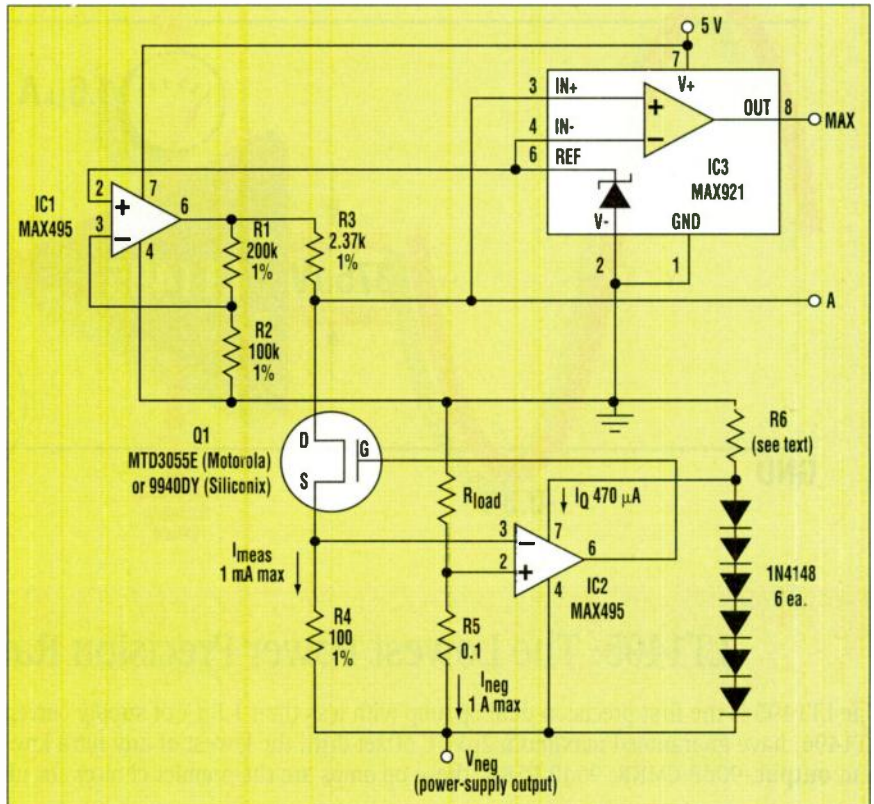 5 V
7
V+
3
IN+
4
IN-
6
REF
OUT
8
MAX
IC3
MAX921
V-
GND
2
1
IC1
MAX495
2
3
7
6
4
+
−
+
−
R1
200k
1%
R3
2.37k
1%
R2
100k
1%
A
Q1
MTD3055E (Motorola)
or 9940DY (Siliconix)
D
S
G
R6
(see text)
Rload
IQ 470 µA
3
2
7
6
4
−
+
IC2
MAX495
1N4148
6 ea.
Imeas
1 mA max
R4
100
1%
R5
0.1
Ineg
1 A max
Vneg
(power-supply output)